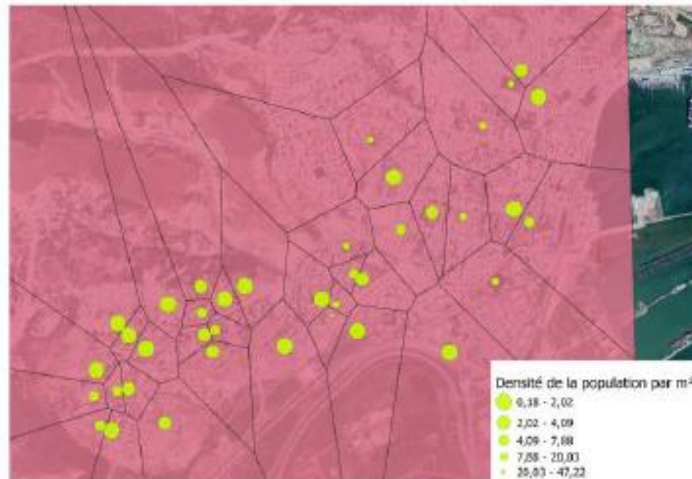 Densité de la population par m²
0,18 - 2,02
2,02 - 4,09
4,09 - 7,88
7,88 - 20,03
20,03 - 47,22